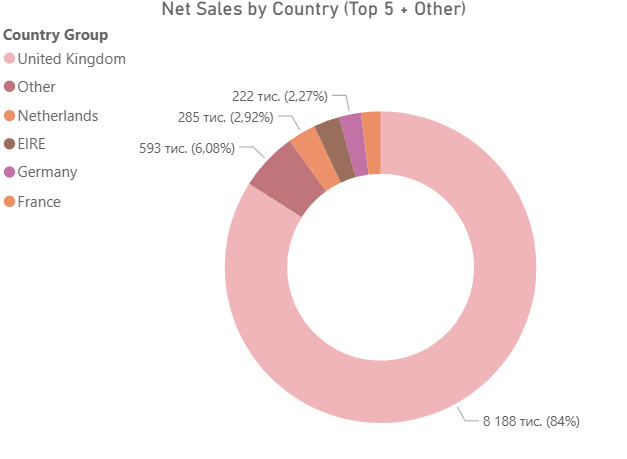 Net Sales by Country (Top 5 + Other)
Country Group
United Kingdom
Other
Netherlands
EIRE
Germany
France
222 тис. (2,27%)
285 тис. (2,92%)
593 тис. (6,08%)
8 188 тис. (84%)